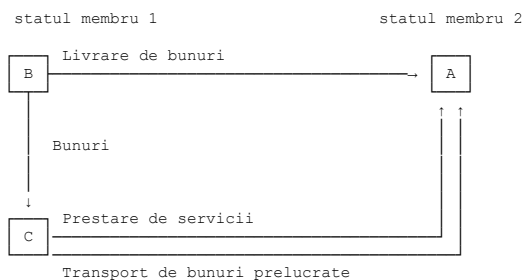 statul membru 1 statul membru 2
Livrare de bunuri
B A
Bunuri
Prestare de servicii
C
Transport de bunuri prelucrate